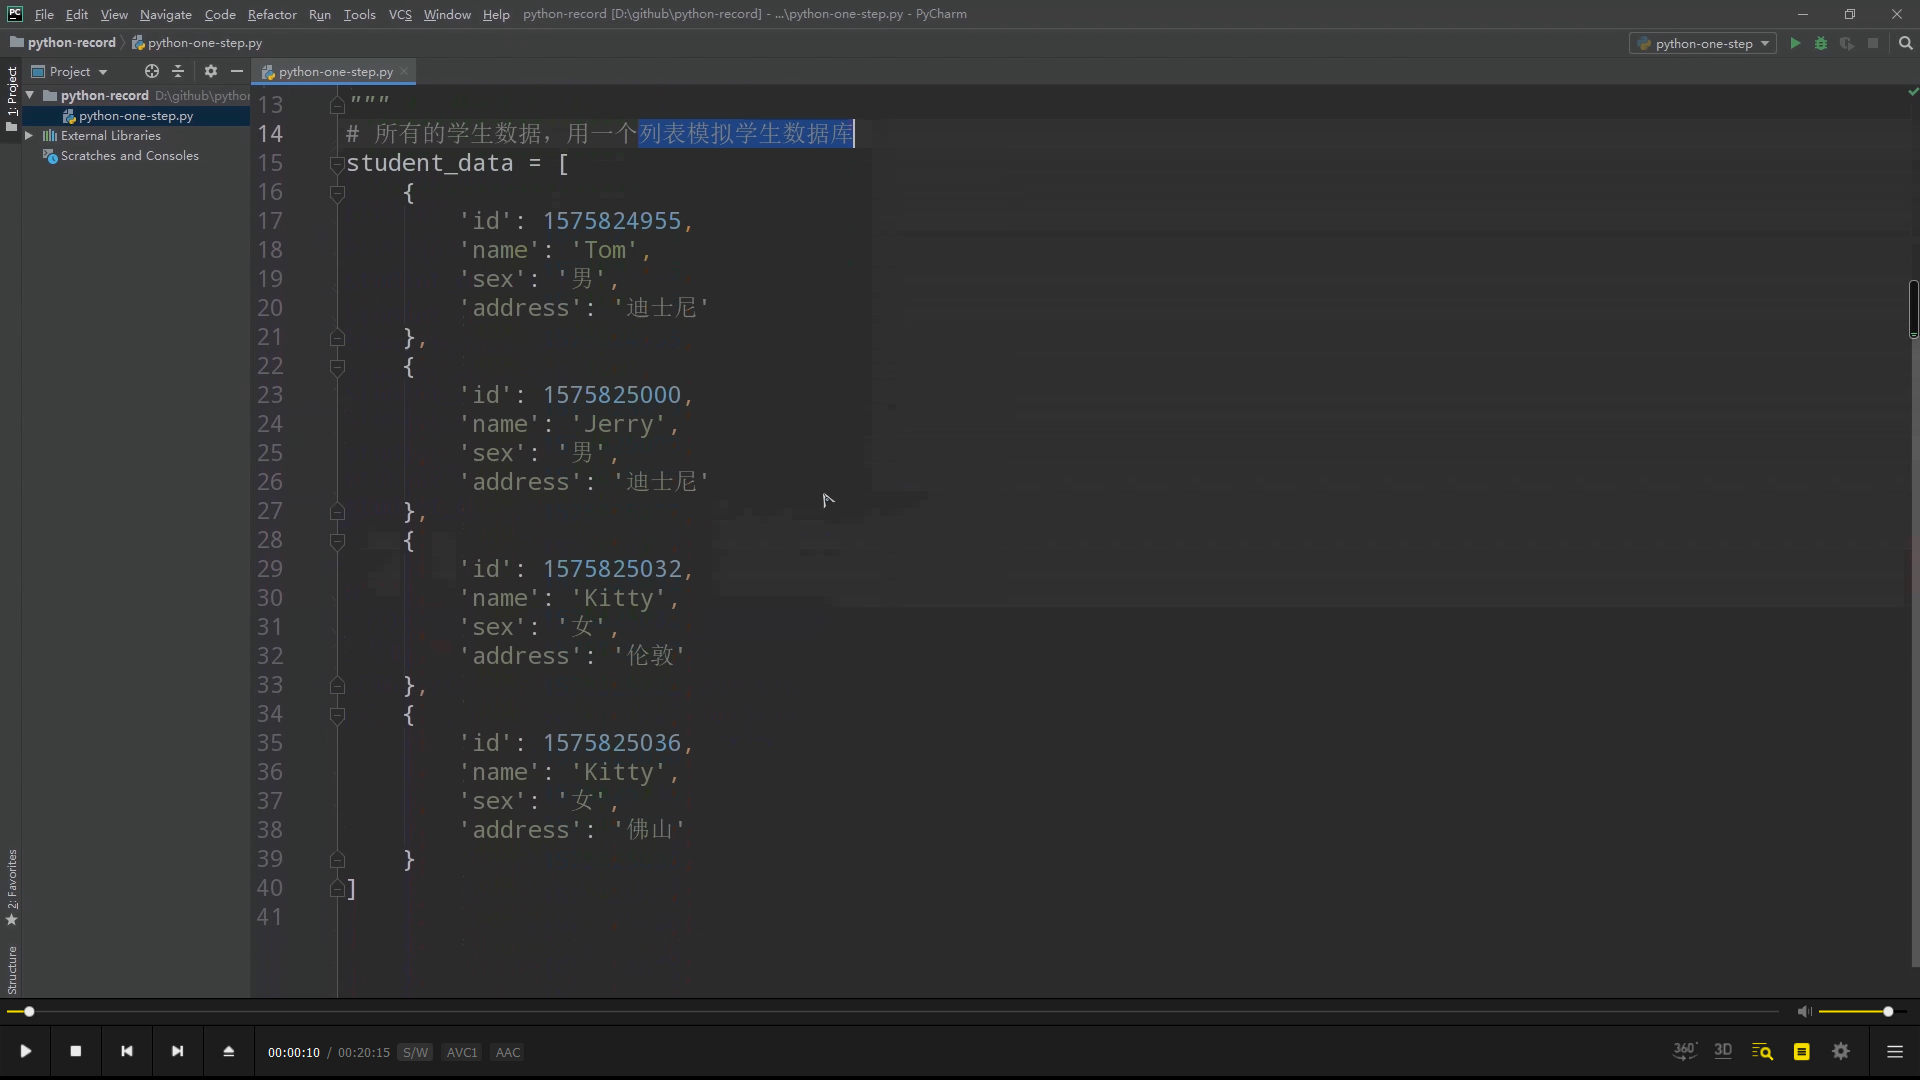 File Edit View Navigate Code Refactor Run Tools VCS Window Help python-record [D:\github\python-record] - ...\python-one-step.py - PyCharm
python-record python-one-step.py python-one-step
1: Project
Project
python-one-step.py
python-record D:\github\python
python-one-step.py
External Libraries
Scratches and Consoles
2: Favorites
Structure
13 """
14 # 所有的学生数据，用一个列表模拟学生数据库
15 student_data = [
16 {
17 'id': 1575824955,
18 'name': 'Tom',
19 'sex': '男',
20 'address': '迪士尼'
21 },
22 {
23 'id': 1575825000,
24 'name': 'Jerry',
25 'sex': '男',
26 'address': '迪士尼'
27 },
28 {
29 'id': 1575825032,
30 'name': 'Kitty',
31 'sex': '女',
32 'address': '伦敦'
33 },
34 {
35 'id': 1575825036,
36 'name': 'Kitty',
37 'sex': '女',
38 'address': '佛山'
39 }
40 ]
41
00:00:10 / 00:20:15 S/W AVC1 AAC 360° 3D